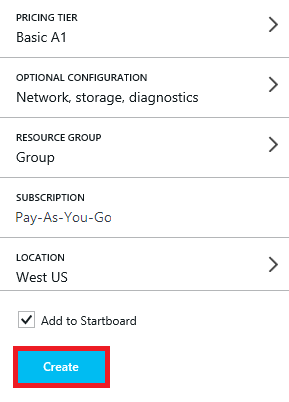 PRICING TIER
Basic A1
OPTIONAL CONFIGURATION
Network, storage, diagnostics
RESOURCE GROUP
Group
SUBSCRIPTION
Pay-As-You-Go
LOCATION
West US
Add to Startboard
Create